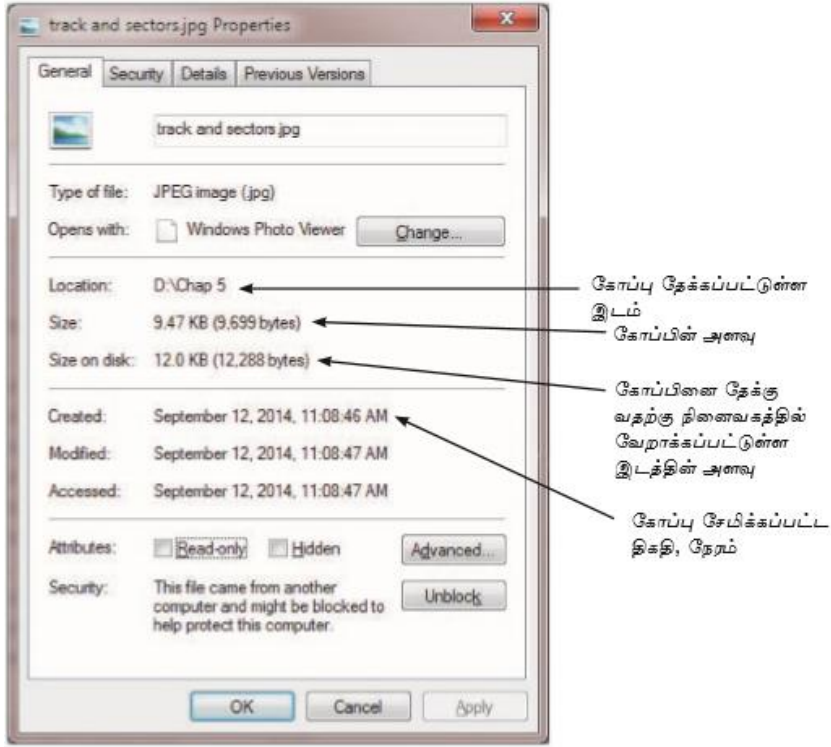 track and sectors.jpg Properties
General Security Details Previous Versions
track and sectors.jpg
Type of file: JPEG image (.jpg)
Opens with: Windows Photo Viewer Change...
Location: D:\Chap 5
Size: 9.47 KB (9,699 bytes)
Size on disk: 12.0 KB (12,288 bytes)
Created: September 12, 2014, 11:08:46 AM
Modified: September 12, 2014, 11:08:47 AM
Accessed: September 12, 2014, 11:08:47 AM
Attributes: Read-only Hidden Advanced...
Security: This file came from another
computer and might be blocked to
help protect this computer.
Unblock
OK Cancel Apply
கோப்பு தேக்கப்பட்டுள்ள
இடம்
கோப்பின் அளவு
கோப்பினை தேக்கு
வதற்கு நினைவகத்தில்
வேறாக்கப்பட்டுள்ள
இடத்தின் அளவு
கோப்பு சேமிக்கப்பட்ட
திகதி, நேரம்